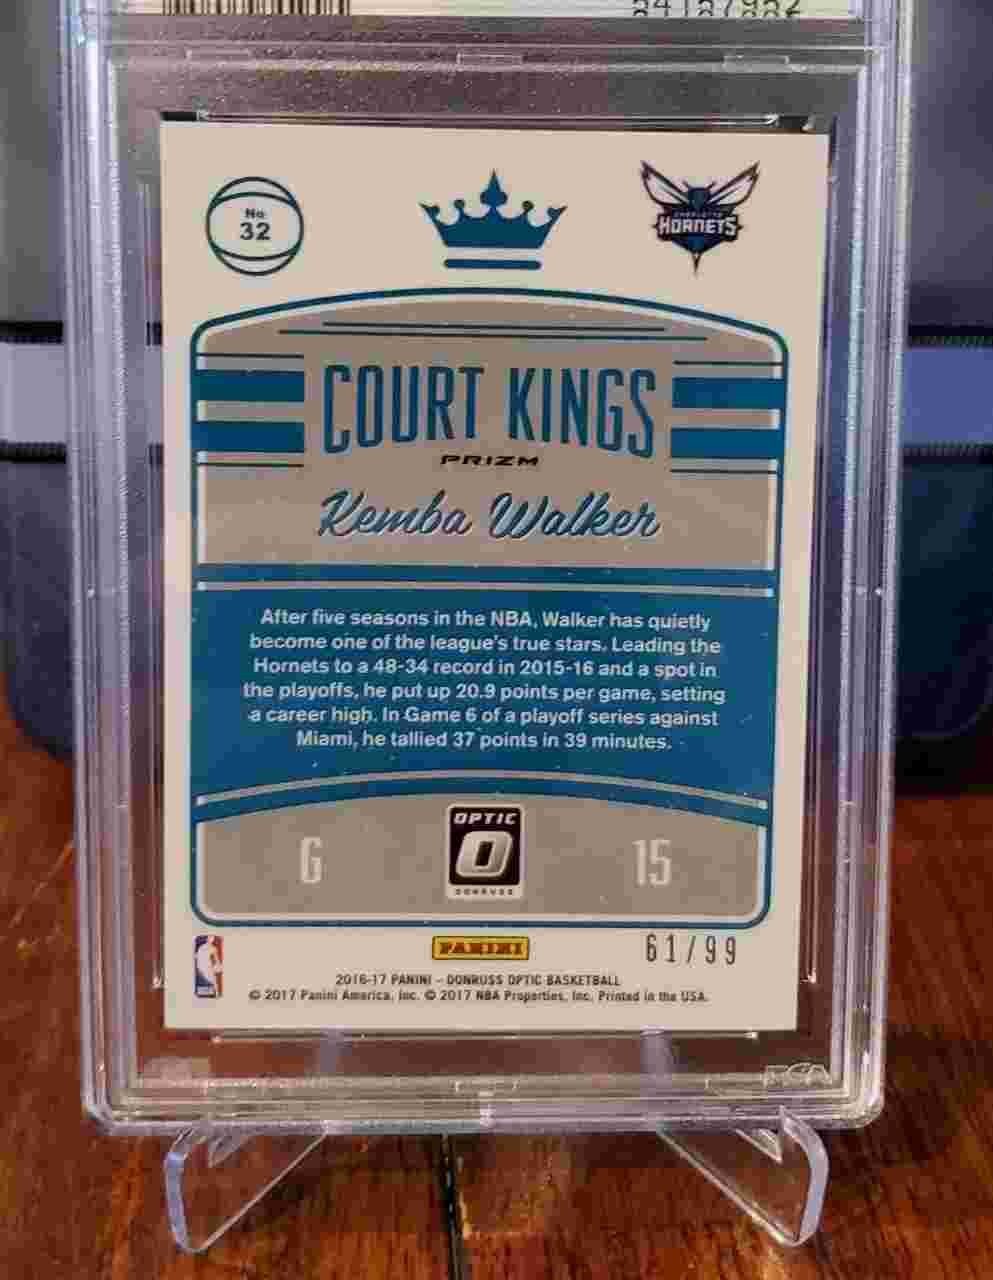 No.
32
CHARLOTTE
HORNETS
COURT KINGS
PRIZM
Kemba Walker
After five seasons in the NBA, Walker has quietly
become one of the league's true stars. Leading the
Hornets to a 48-34 record in 2015-16 and a spot in
the playoffs, he put up 20.9 points per game, setting
a career high. In Game 6 of a playoff series against
Miami, he tallied 37 points in 39 minutes.
G
OPTIC
O
DONRUSS
15
PANINI
61/99
2016-17 PANINI – DONRUSS OPTIC BASKETBALL
© 2017 Panini America, Inc. © 2017 NBA Properties, Inc. Printed in the USA.
PSA